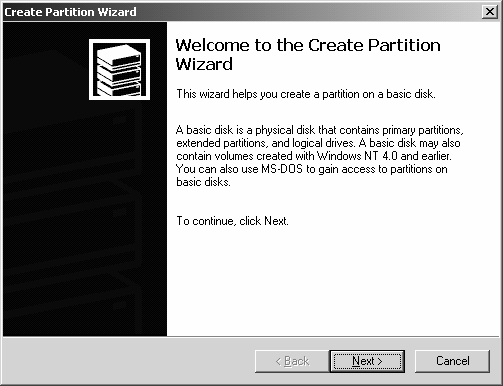 Create Partition Wizard
Welcome to the Create Partition
Wizard
This wizard helps you create a partition on a basic disk.
A basic disk is a physical disk that contains primary partitions,
extended partitions, and logical drives. A basic disk may also
contain volumes created with Windows NT 4.0 and earlier.
You can also use MS-DOS to gain access to partitions on
basic disks.
To continue, click Next.
< Back Next > Cancel